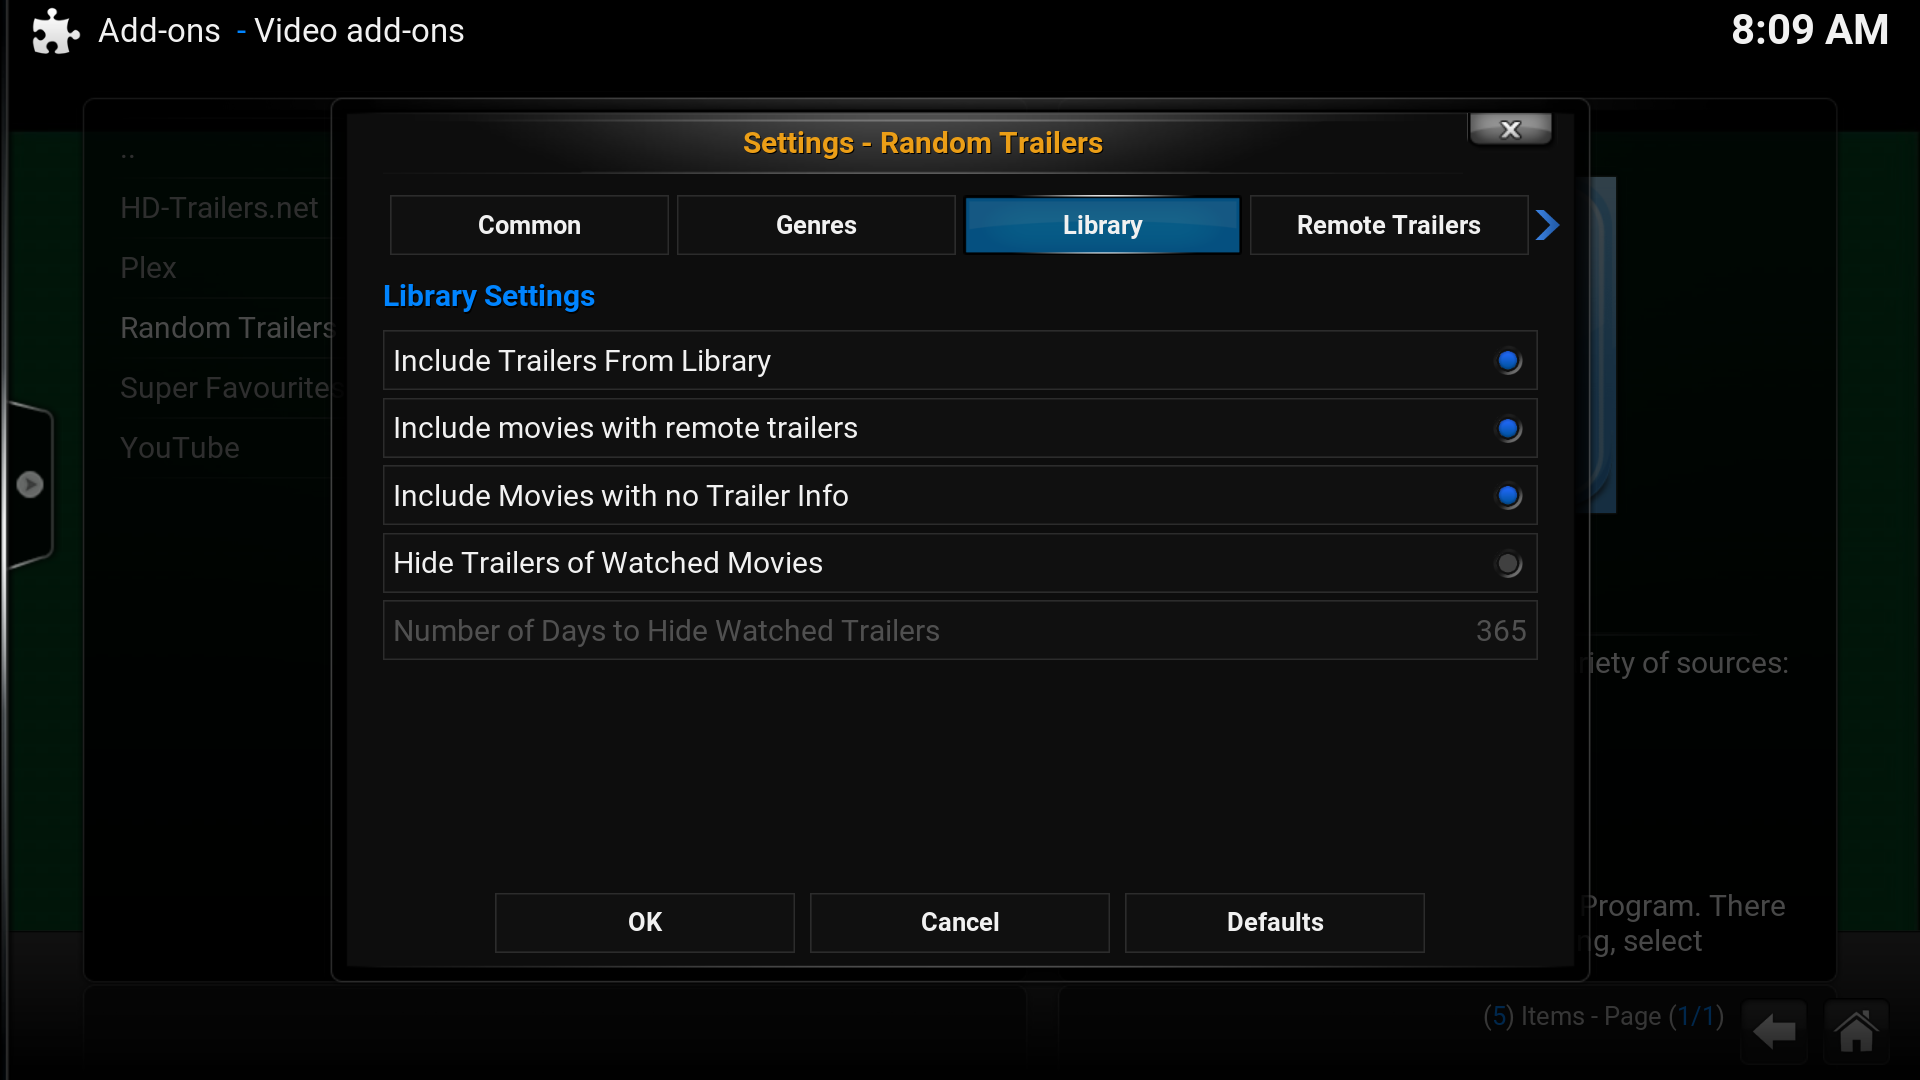 Add-ons - Video add-ons
8:09 AM
..
HD-Trailers.net
Plex
Random Trailers
Super Favourites
YouTube
Settings - Random Trailers
X
Common
Genres
Library
Remote Trailers
Library Settings
Include Trailers From Library
Include movies with remote trailers
Include Movies with no Trailer Info
Hide Trailers of Watched Movies
Number of Days to Hide Watched Trailers 365
OK
Cancel
Defaults
riety of sources:
Program. There
ng, select
(5) Items - Page (1/1)